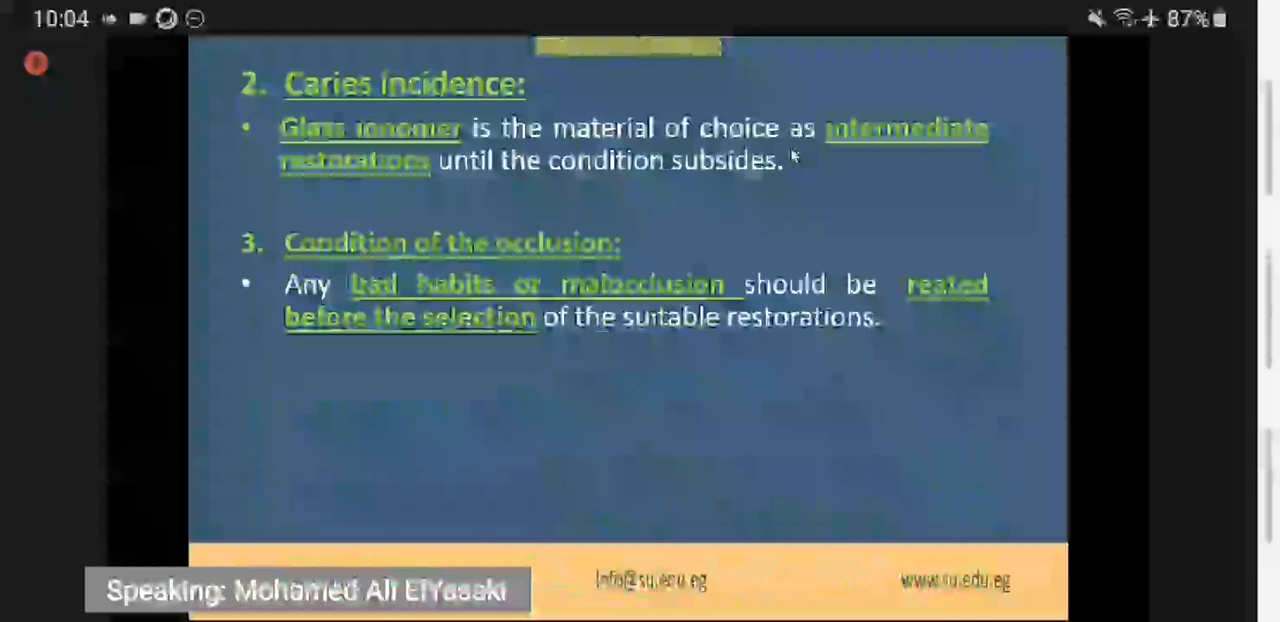 10:04 87%
2. Caries incidence:
• Glass ionomer is the material of choice as intermediate
restorations until the condition subsides.
3. Condition of the occlusion:
• Any bad habits or malocclusion should be reated
before the selection of the suitable restorations.
Speaking: Mohamed Ali ElYasaki
Info@su.edu.eg
www.su.edu.eg